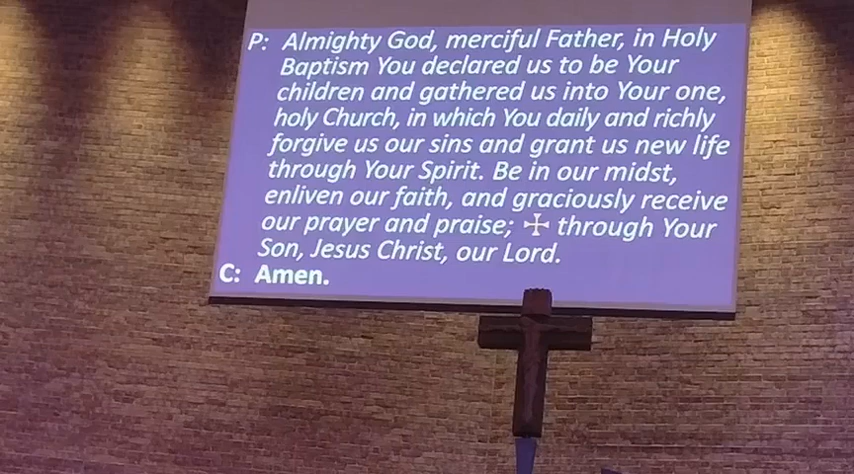 P: Almighty God, merciful Father, in Holy
Baptism You declared us to be Your
children and gathered us into Your one,
holy Church, in which You daily and richly
forgive us our sins and grant us new life
through Your Spirit. Be in our midst,
enliven our faith, and graciously receive
our prayer and praise; ☩ through Your
Son, Jesus Christ, our Lord.
C: Amen.